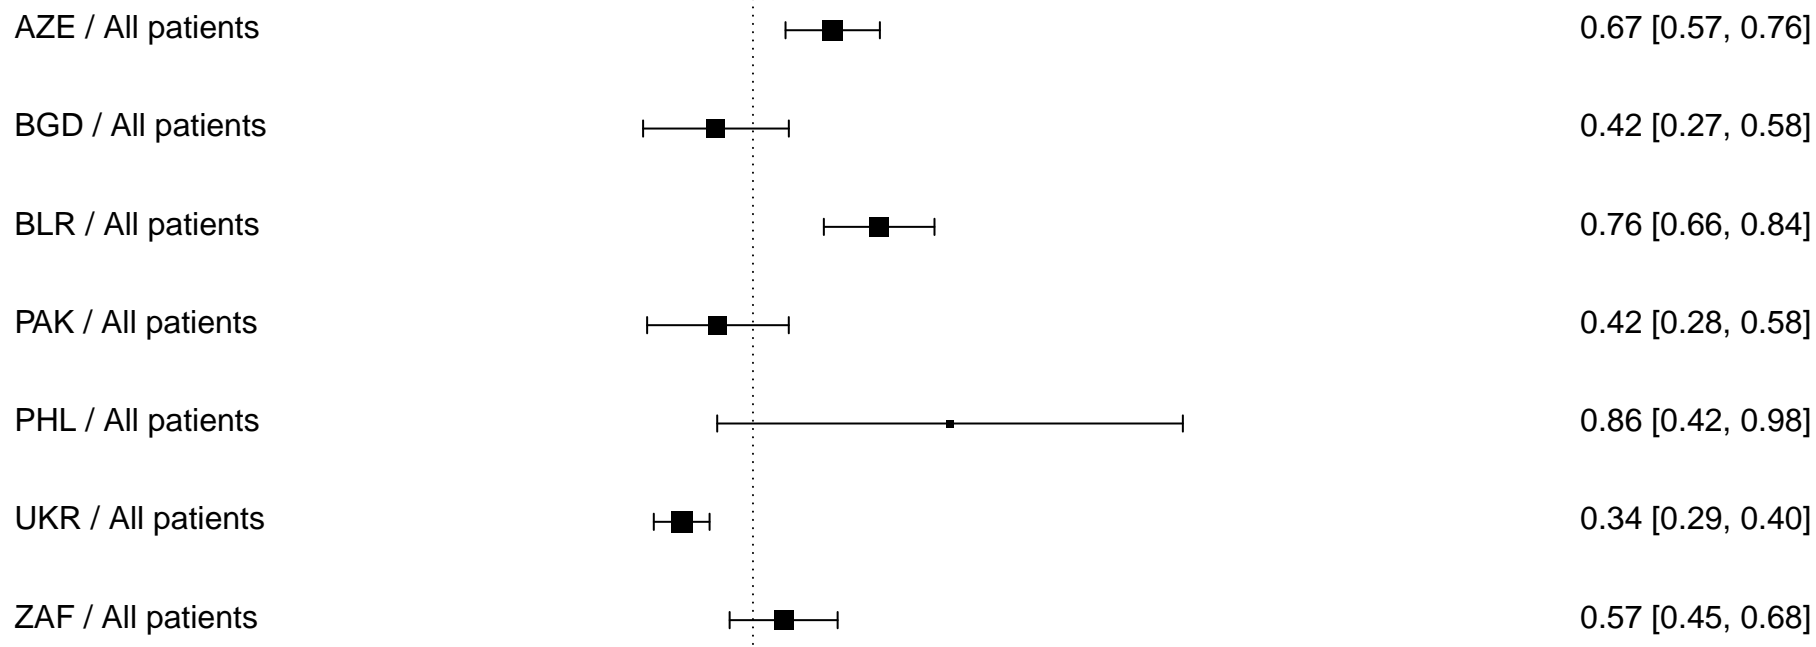 AZE / All patients 0.67 [0.57, 0.76]
BGD / All patients 0.42 [0.27, 0.58]
BLR / All patients 0.76 [0.66, 0.84]
PAK / All patients 0.42 [0.28, 0.58]
PHL / All patients 0.86 [0.42, 0.98]
UKR / All patients 0.34 [0.29, 0.40]
ZAF / All patients 0.57 [0.45, 0.68]